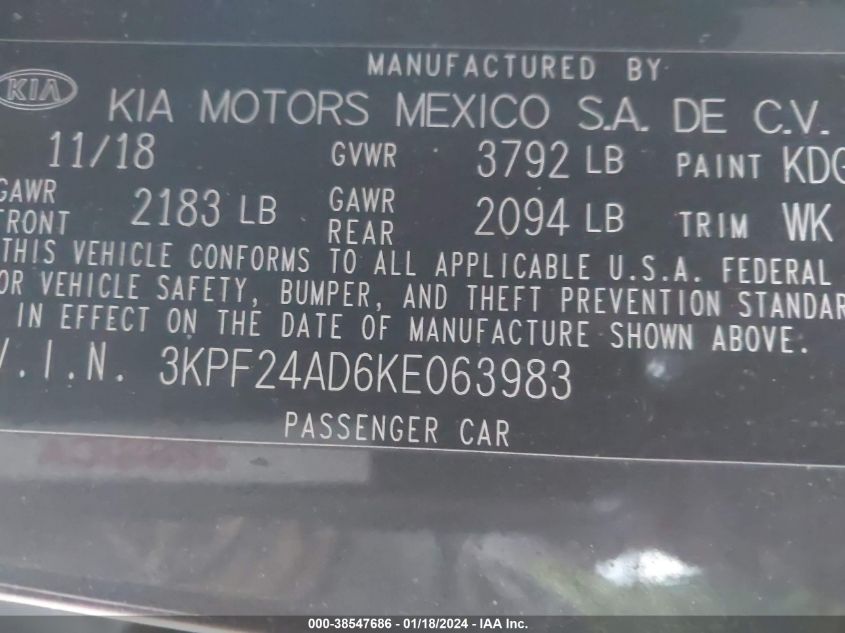 MANUFACTURED BY
KIA
KIA MOTORS MEXICO S.A. DE C.V.
11/18 GVWR 3792 LB PAINT KDG
GAWR FRONT 2183 LB GAWR REAR 2094 LB TRIM WK
THIS VEHICLE CONFORMS TO ALL APPLICABLE U.S.A. FEDERAL
OR VEHICLE SAFETY, BUMPER, AND THEFT PREVENTION STANDAR
IN EFFECT ON THE DATE OF MANUFACTURE SHOWN ABOVE.
V.I.N. 3KPF24AD6KE063983
PASSENGER CAR
000-38547686 - 01/18/2024 - IAA Inc.